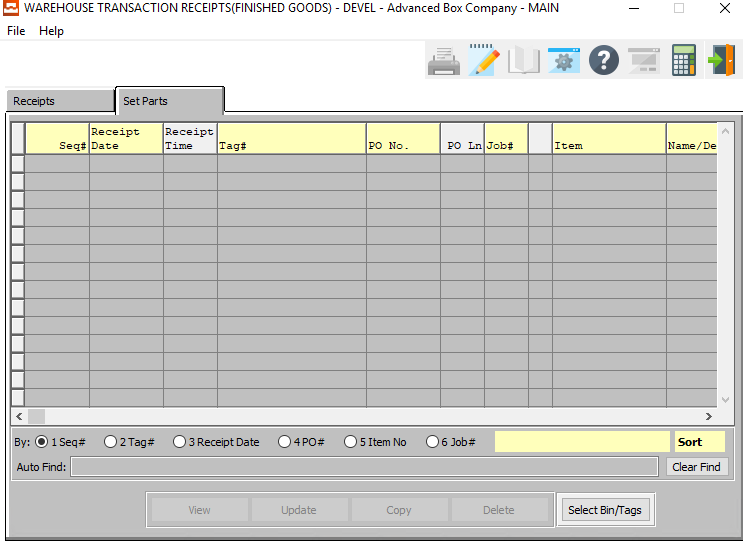 WAREHOUSE TRANSACTION RECEIPTS(FINISHED GOODS) - DEVEL - Advanced Box Company - MAIN
File Help
Receipts Set Parts
Receipt Receipt
Seq# Date Time Tag# PO No. PO Ln Job# Item Name/De
By: 1 Seq# 2 Tag# 3 Receipt Date 4 PO# 5 Item No 6 Job# Sort
Auto Find: Clear Find
View Update Copy Delete Select Bin/Tags